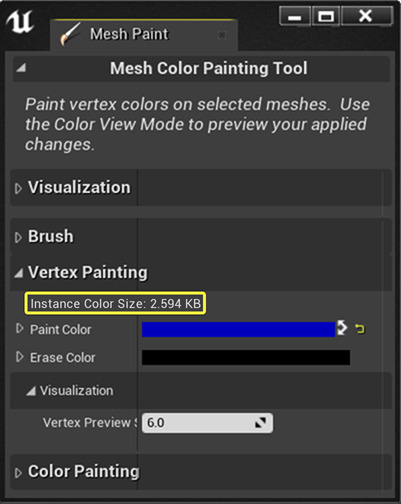 Mesh Paint
Mesh Color Painting Tool
Paint vertex colors on selected meshes. Use
the Color View Mode to preview your applied
changes.
Visualization
Brush
Vertex Painting
Instance Color Size: 2.594 KB
Paint Color
Erase Color
Visualization
Vertex Preview S
6.0
Color Painting